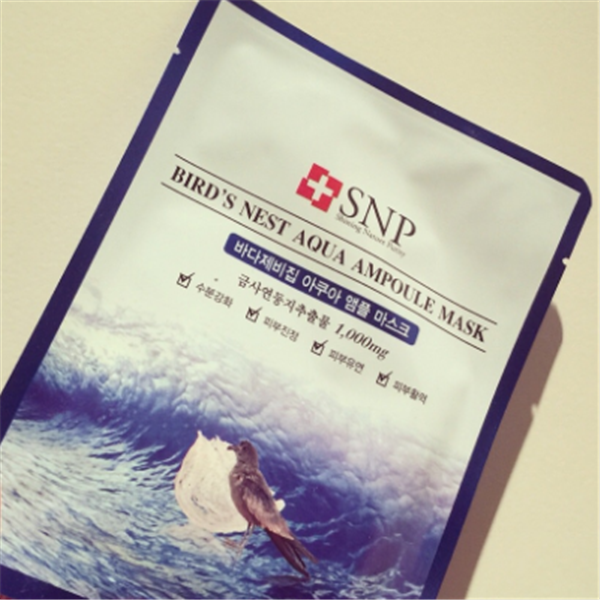 SNP
Shining Nature Purity
BIRD'S NEST AQUA AMPOULE MASK
바다제비집 아쿠아 앰플 마스크
금사연둥지추출물 1,000mg
수분강화 피부진정 피부유연 피부활력